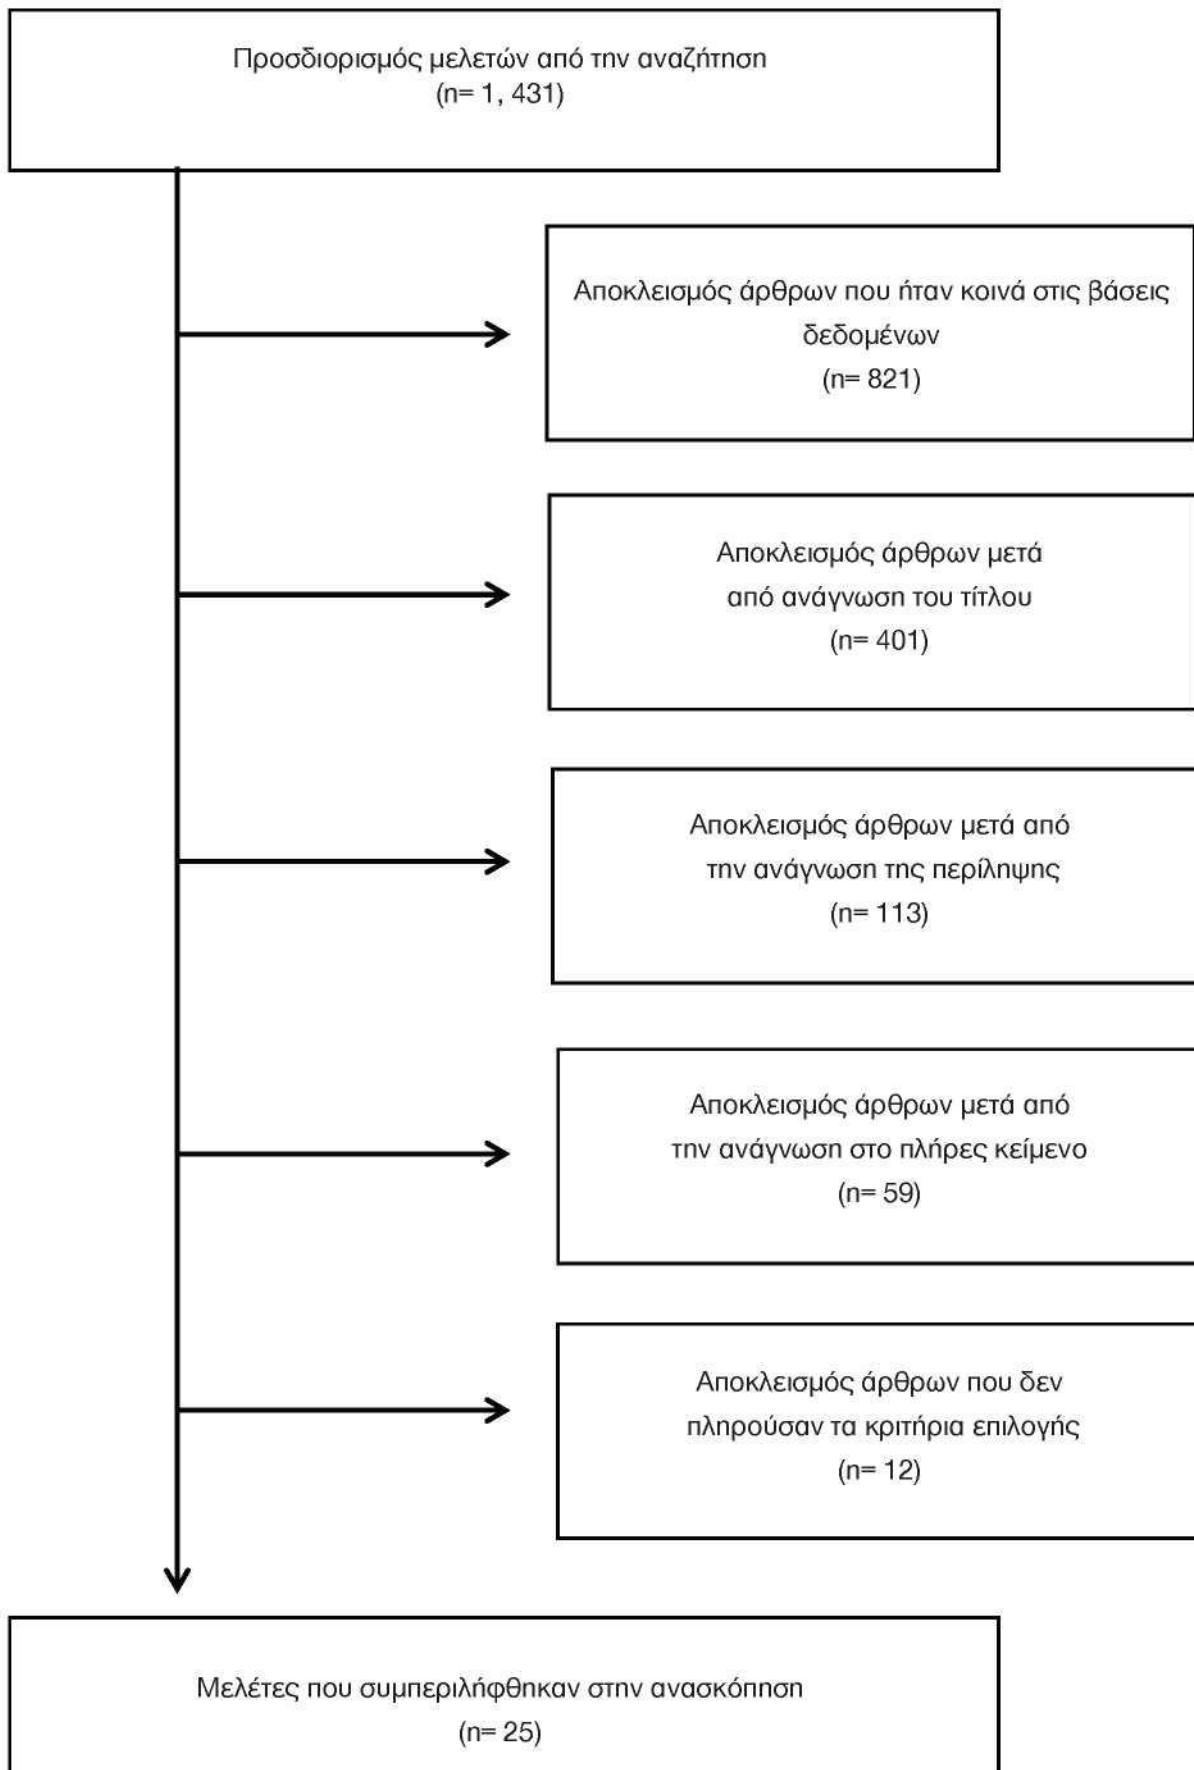 Προσδιορισμός μελετών από την αναζήτηση
(n= 1, 431)
Αποκλεισμός άρθρων που ήταν κοινά στις βάσεις
δεδομένων
(n= 821)
Αποκλεισμός άρθρων μετά
από ανάγνωση του τίτλου
(n= 401)
Αποκλεισμός άρθρων μετά από
την ανάγνωση της περίληψης
(n= 113)
Αποκλεισμός άρθρων μετά από
την ανάγνωση στο πλήρες κείμενο
(n= 59)
Αποκλεισμός άρθρων που δεν
πληρούσαν τα κριτήρια επιλογής
(n= 12)
Μελέτες που συμπεριλήφθηκαν στην ανασκόπηση
(n= 25)